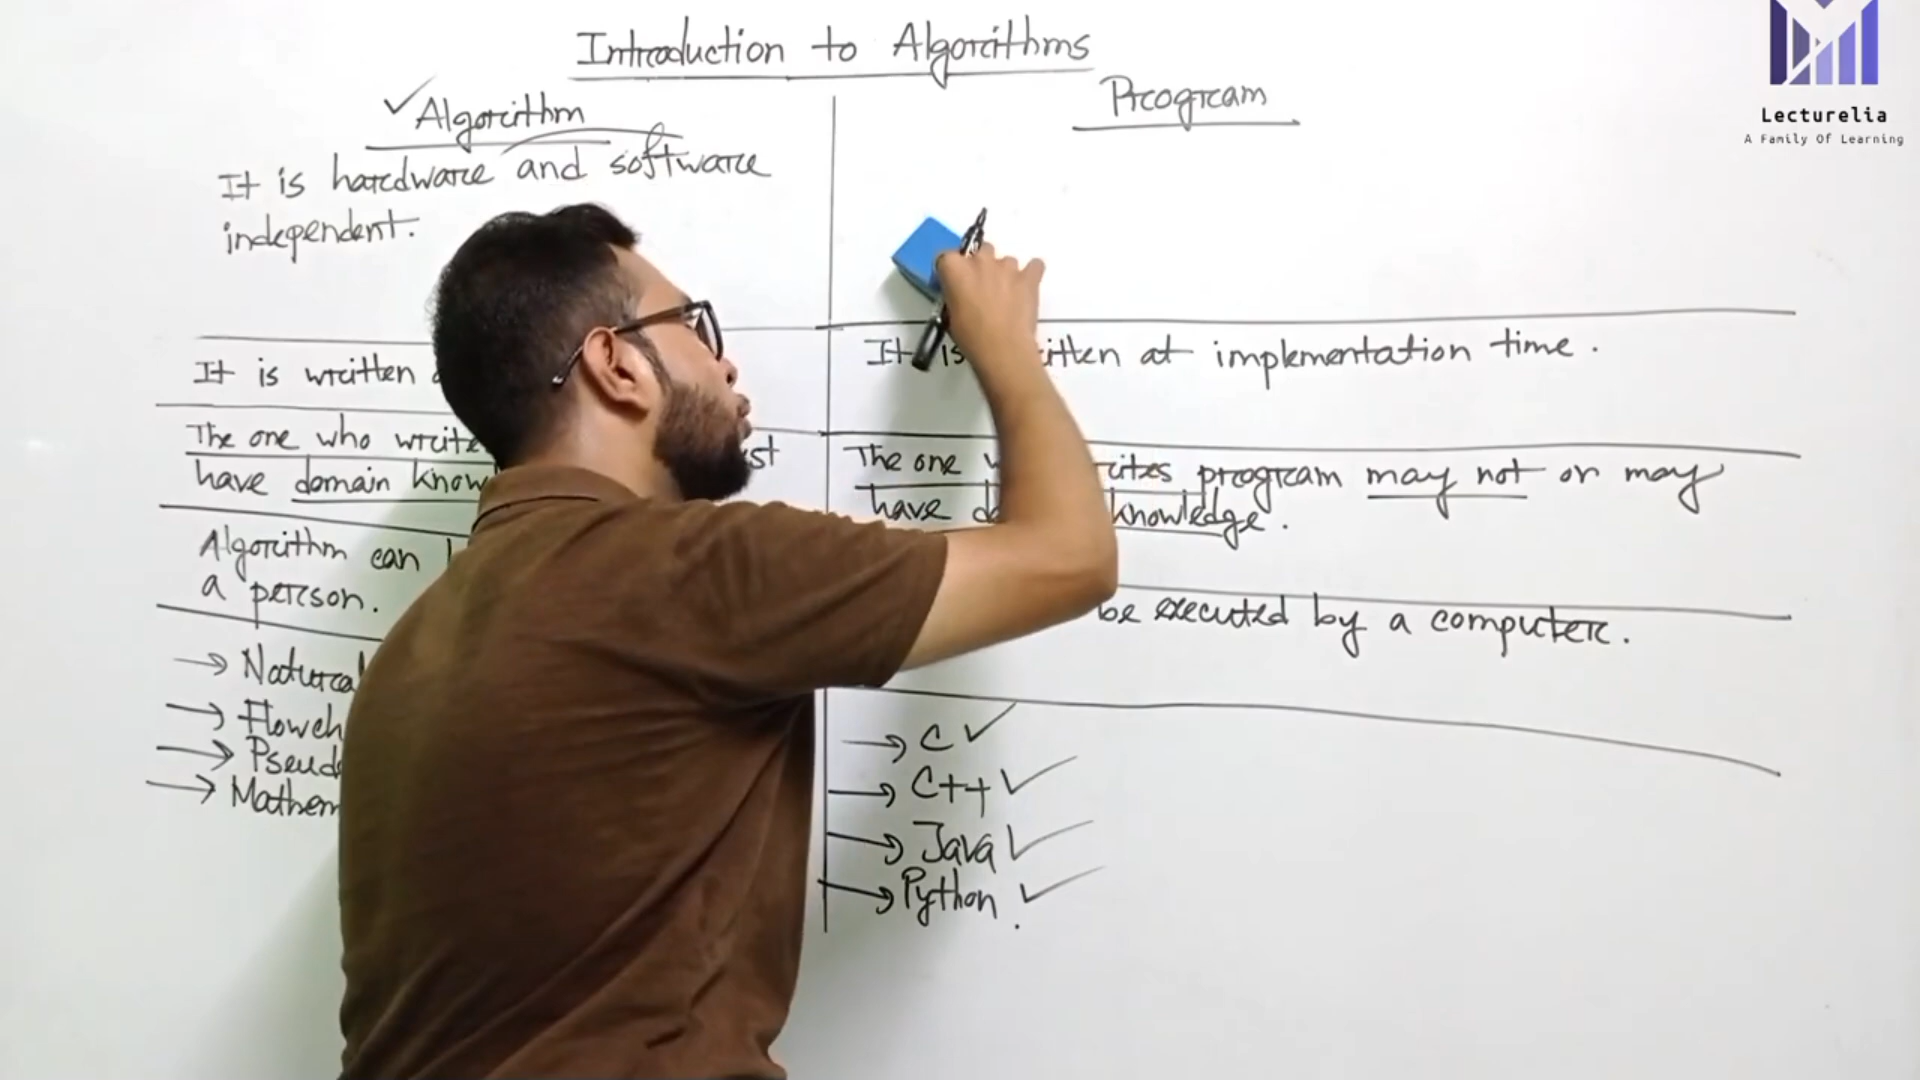 Introduction to Algorithms
Algorithm
It is hardware and software
independent.
It is written
The one who write
have domain know
Algorithm can
a person.
→ Natural
→ Flowch
→ Pseud
→ Mathem
Program
It is written at implementation time.
The one writes program may not or may
have knowledge.
be executed by a computer.
→ C ✓
→ C++ ✓
→ Java ✓
→ Python ✓
Lecturelia
A Family Of Learning